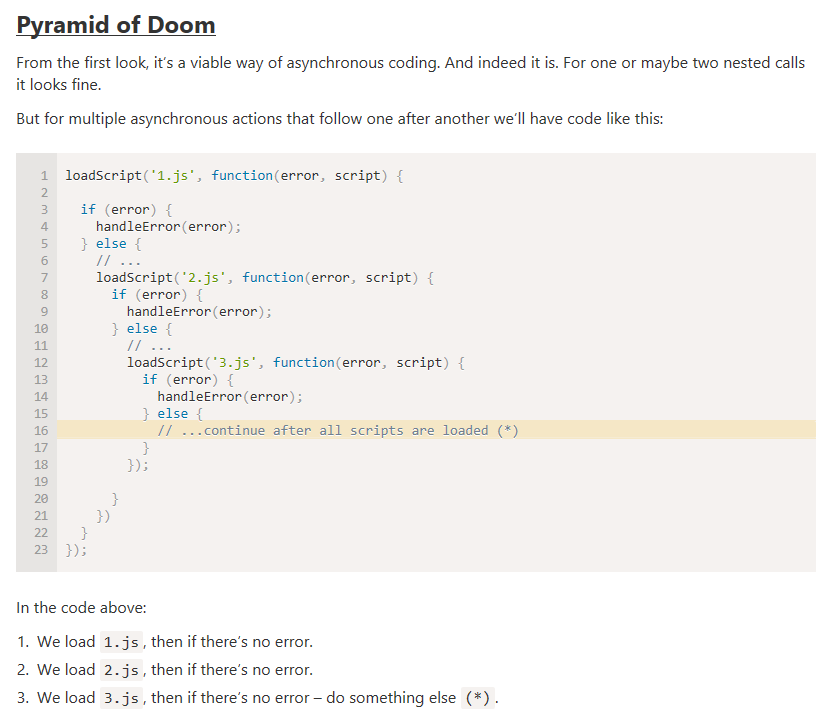 Pyramid of Doom
From the first look, it’s a viable way of asynchronous coding. And indeed it is. For one or maybe two nested calls
it looks fine.
But for multiple asynchronous actions that follow one after another we’ll have code like this:
1 loadScript('1.js', function(error, script) {
2
3   if (error) {
4     handleError(error);
5   } else {
6     // ...
7     loadScript('2.js', function(error, script) {
8       if (error) {
9         handleError(error);
10       } else {
11         // ...
12         loadScript('3.js', function(error, script) {
13           if (error) {
14             handleError(error);
15           } else {
16             // ...continue after all scripts are loaded (*)
17           }
18         });
19
20       }
21     })
22   }
23 });
In the code above:
1. We load 1.js, then if there’s no error.
2. We load 2.js, then if there’s no error.
3. We load 3.js, then if there’s no error – do something else (*).